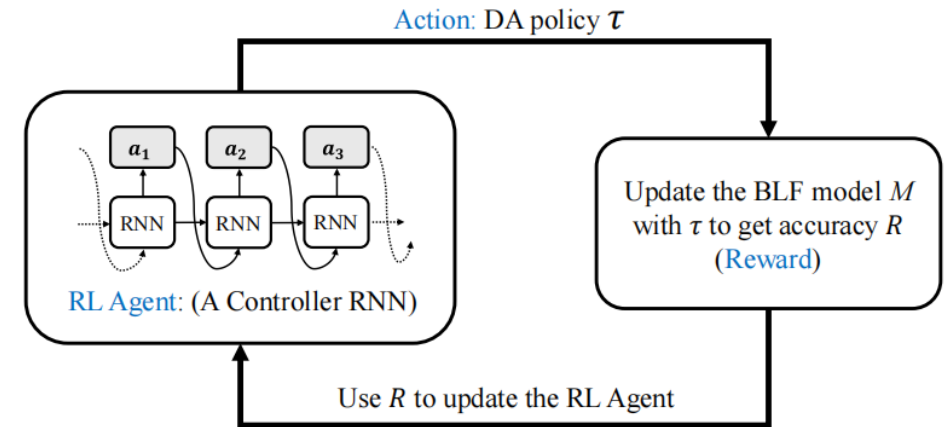 Action: DA policy τ
a₁ a₂ a₃
RNN RNN RNN
RL Agent: (A Controller RNN)
Update the BLF model M
with τ to get accuracy R
(Reward)
Use R to update the RL Agent